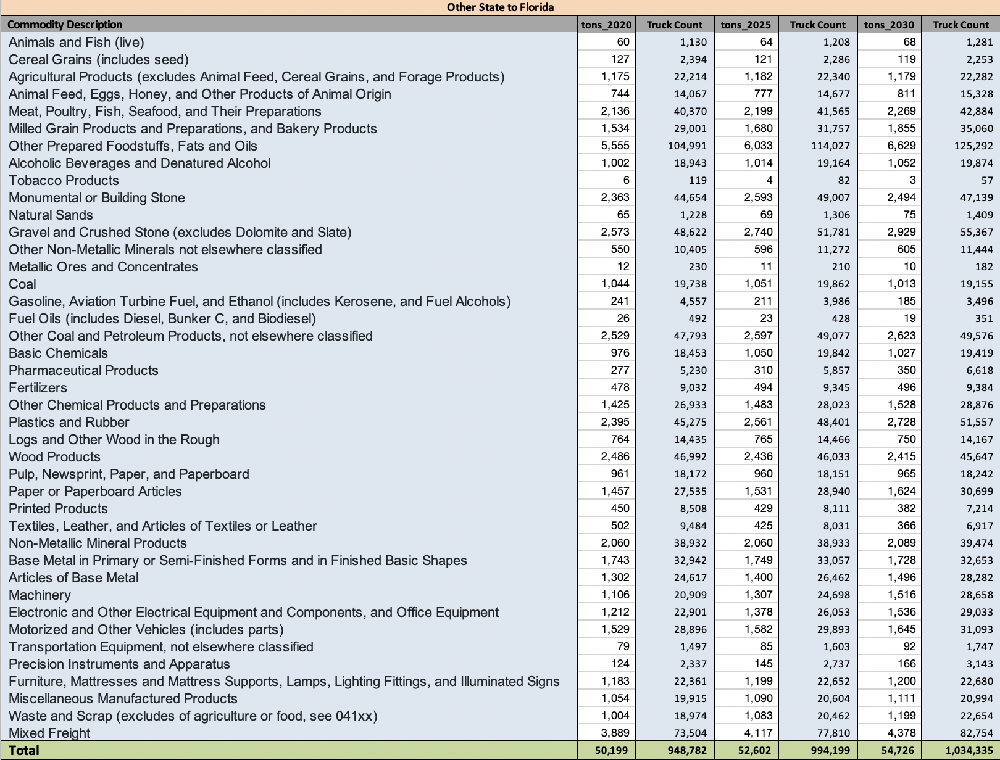 Other State to Florida
Commodity Description tons_2020 Truck Count tons_2025 Truck Count tons_2030 Truck Count
Animals and Fish (live) 60 1,130 64 1,208 68 1,281
Cereal Grains (includes seed) 127 2,394 121 2,286 119 2,253
Agricultural Products (excludes Animal Feed, Cereal Grains, and Forage Products) 1,175 22,214 1,182 22,340 1,179 22,282
Animal Feed, Eggs, Honey, and Other Products of Animal Origin 744 14,067 777 14,677 811 15,328
Meat, Poultry, Fish, Seafood, and Their Preparations 2,136 40,370 2,199 41,565 2,269 42,884
Milled Grain Products and Preparations, and Bakery Products 1,534 29,001 1,680 31,757 1,855 35,060
Other Prepared Foodstuffs, Fats and Oils 5,555 104,991 6,033 114,027 6,629 125,292
Alcoholic Beverages and Denatured Alcohol 1,002 18,943 1,014 19,164 1,052 19,874
Tobacco Products 6 119 4 82 3 57
Monumental or Building Stone 2,363 44,654 2,593 49,007 2,494 47,139
Natural Sands 65 1,228 69 1,306 75 1,409
Gravel and Crushed Stone (excludes Dolomite and Slate) 2,573 48,622 2,740 51,781 2,929 55,367
Other Non-Metallic Minerals not elsewhere classified 550 10,405 596 11,272 605 11,444
Metallic Ores and Concentrates 12 230 11 210 10 182
Coal 1,044 19,738 1,051 19,862 1,013 19,155
Gasoline, Aviation Turbine Fuel, and Ethanol (includes Kerosene, and Fuel Alcohols) 241 4,557 211 3,986 185 3,496
Fuel Oils (includes Diesel, Bunker C, and Biodiesel) 26 492 23 428 19 351
Other Coal and Petroleum Products, not elsewhere classified 2,529 47,793 2,597 49,077 2,623 49,576
Basic Chemicals 976 18,453 1,050 19,842 1,027 19,419
Pharmaceutical Products 277 5,230 310 5,857 350 6,618
Fertilizers 478 9,032 494 9,345 496 9,384
Other Chemical Products and Preparations 1,425 26,933 1,483 28,023 1,528 28,876
Plastics and Rubber 2,395 45,275 2,561 48,401 2,728 51,557
Logs and Other Wood in the Rough 764 14,435 765 14,466 750 14,167
Wood Products 2,486 46,992 2,436 46,033 2,415 45,647
Pulp, Newsprint, Paper, and Paperboard 961 18,172 960 18,151 965 18,242
Paper or Paperboard Articles 1,457 27,535 1,531 28,940 1,624 30,699
Printed Products 450 8,508 429 8,111 382 7,214
Textiles, Leather, and Articles of Textiles or Leather 502 9,484 425 8,031 366 6,917
Non-Metallic Mineral Products 2,060 38,932 2,060 38,933 2,089 39,474
Base Metal in Primary or Semi-Finished Forms and in Finished Basic Shapes 1,743 32,942 1,749 33,057 1,728 32,653
Articles of Base Metal 1,302 24,617 1,400 26,462 1,496 28,282
Machinery 1,106 20,909 1,307 24,698 1,516 28,658
Electronic and Other Electrical Equipment and Components, and Office Equipment 1,212 22,901 1,378 26,053 1,536 29,033
Motorized and Other Vehicles (includes parts) 1,529 28,896 1,582 29,893 1,645 31,093
Transportation Equipment, not elsewhere classified 79 1,497 85 1,603 92 1,747
Precision Instruments and Apparatus 124 2,337 145 2,737 166 3,143
Furniture, Mattresses and Mattress Supports, Lamps, Lighting Fittings, and Illuminated Signs 1,183 22,361 1,199 22,652 1,200 22,680
Miscellaneous Manufactured Products 1,054 19,915 1,090 20,604 1,111 20,994
Waste and Scrap (excludes of agriculture or food, see 041xx) 1,004 18,974 1,083 20,462 1,199 22,654
Mixed Freight 3,889 73,504 4,117 77,810 4,378 82,754
Total 50,199 948,782 52,602 994,199 54,726 1,034,335